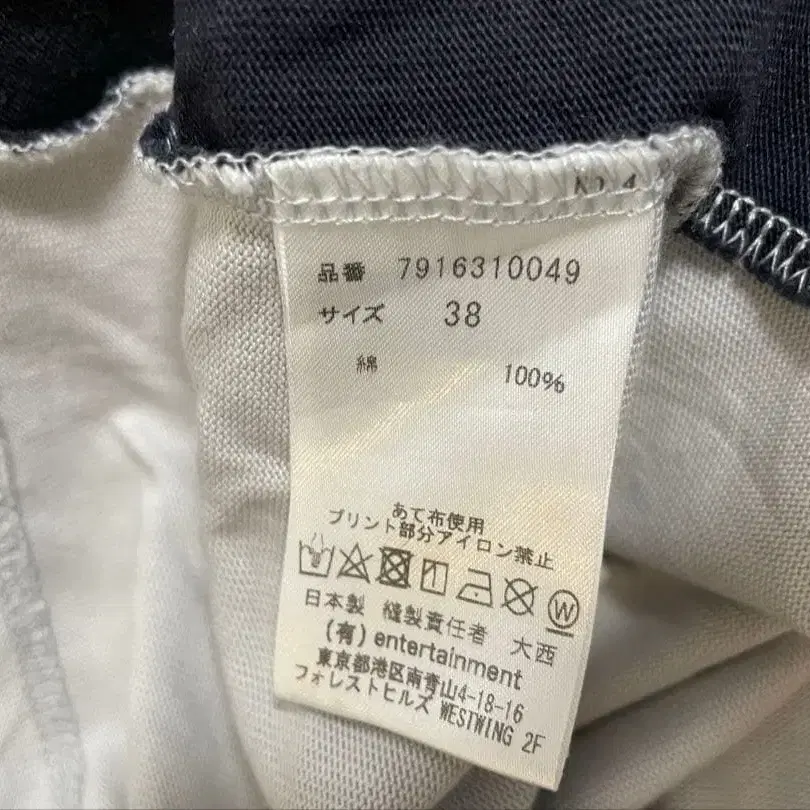 品番 7916310049
サイズ 38
綿 100%
あて布使用
プリント部分アイロン禁止
W
日本製 縫製責任者 大西
(有) entertainment
東京都港区南青山4-18-16
フォレストヒルズ WESTWING 2F